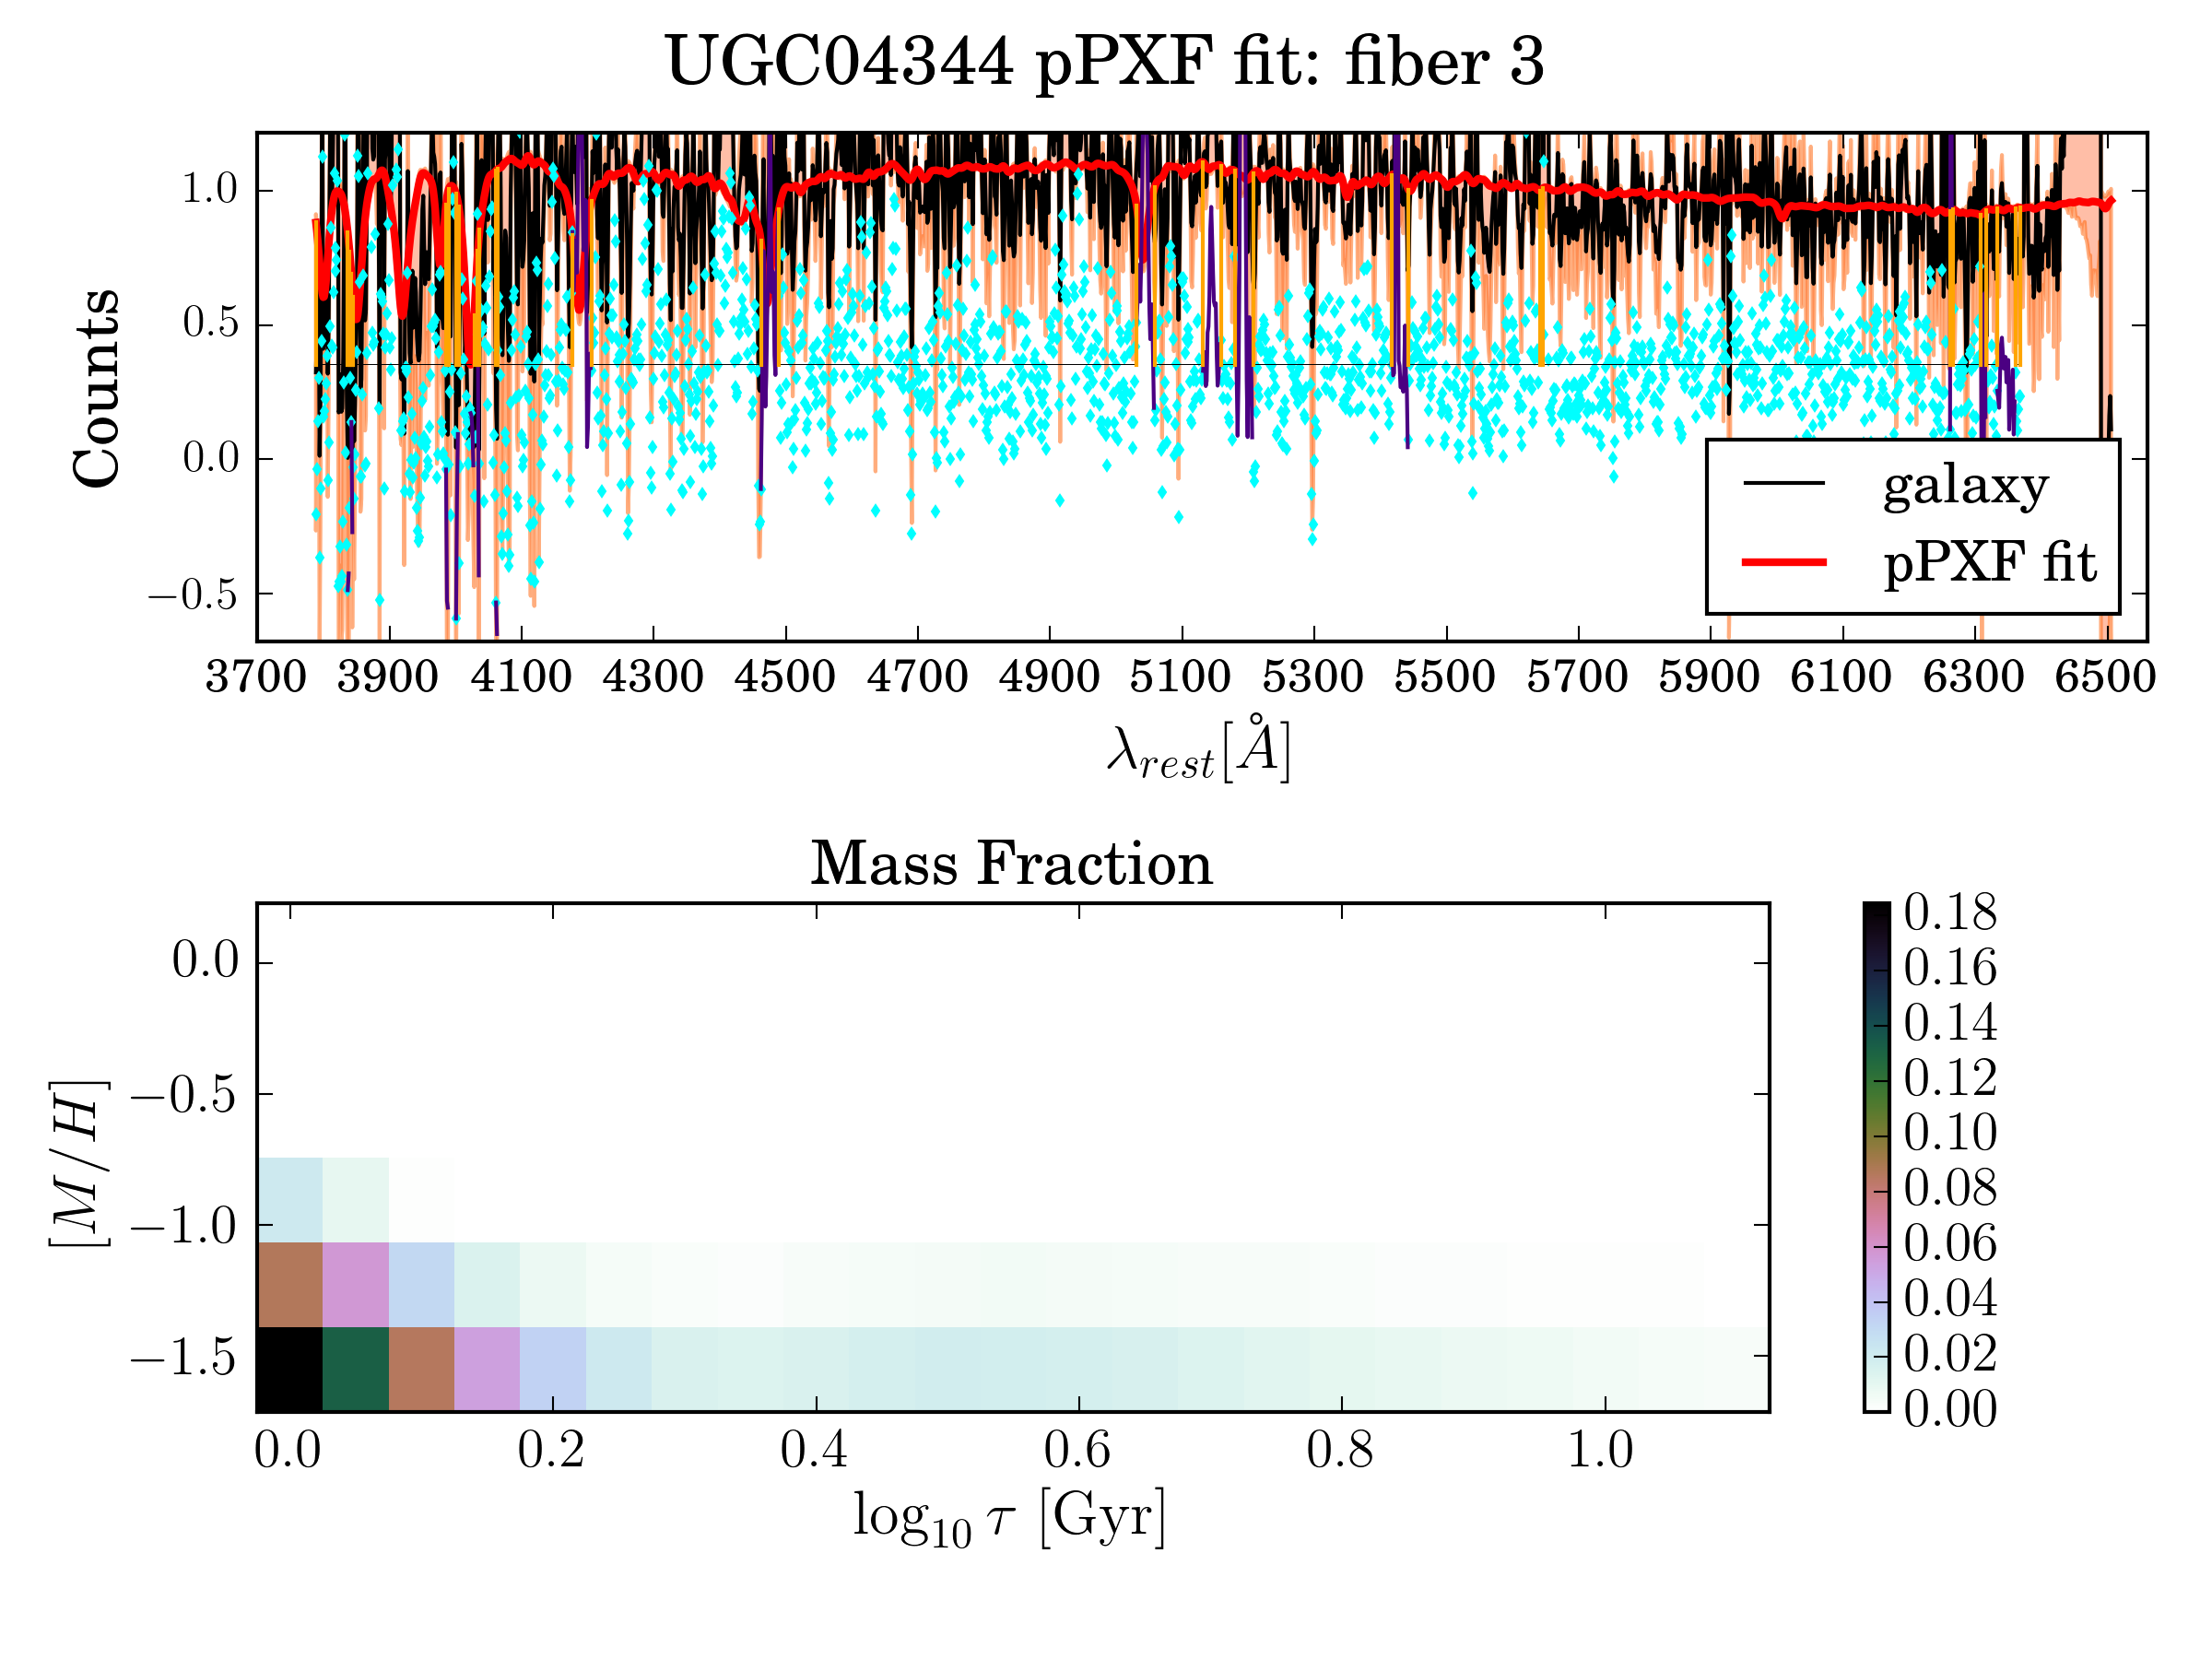 UGC04344 pPXF fit: fiber 3
Counts
1.0
0.5
0.0
−0.5
galaxy
pPXF fit
3700 3900 4100 4300 4500 4700 4900 5100 5300 5500 5700 5900 6100 6300 6500
λrest[Å]
Mass Fraction
[M/H]
0.0
−0.5
−1.0
−1.5
0.0 0.2 0.4 0.6 0.8 1.0
log10 τ [Gyr]
0.18
0.16
0.14
0.12
0.10
0.08
0.06
0.04
0.02
0.00